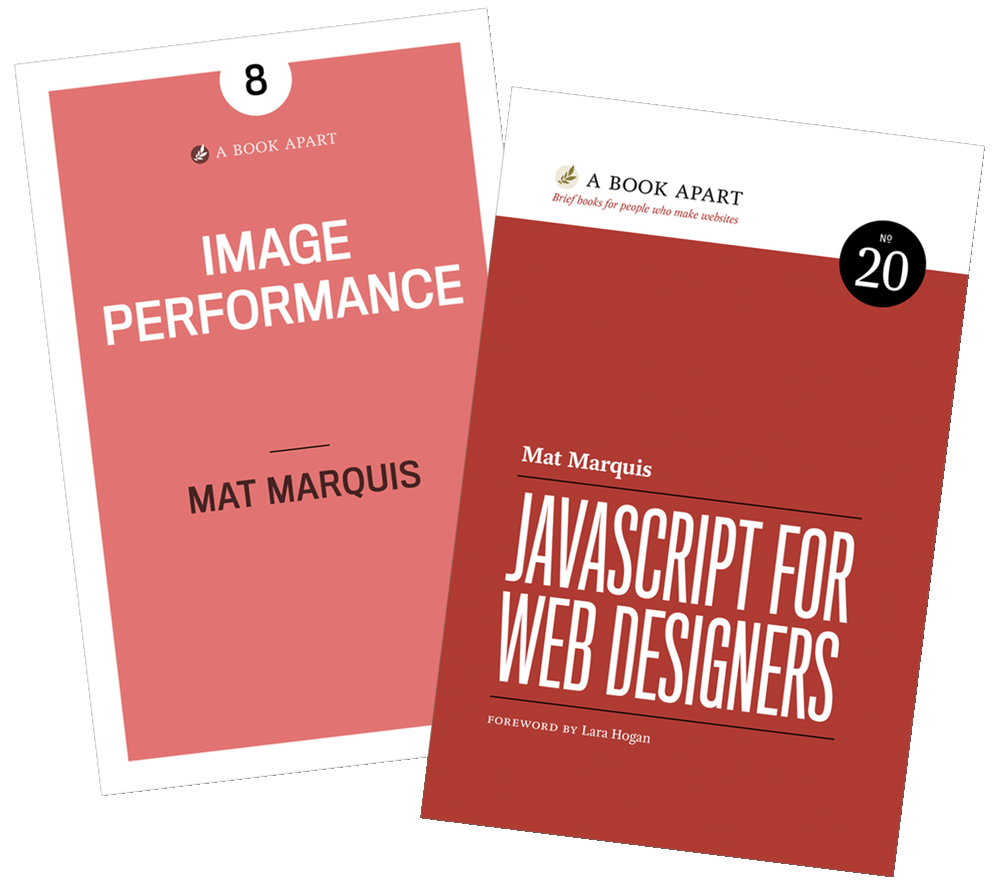 8
A BOOK APART
IMAGE
PERFORMANCE
MAT MARQUIS
A BOOK APART
Brief books for people who make websites
Nº
20
Mat Marquis
JAVASCRIPT FOR
WEB DESIGNERS
FOREWORD BY Lara Hogan